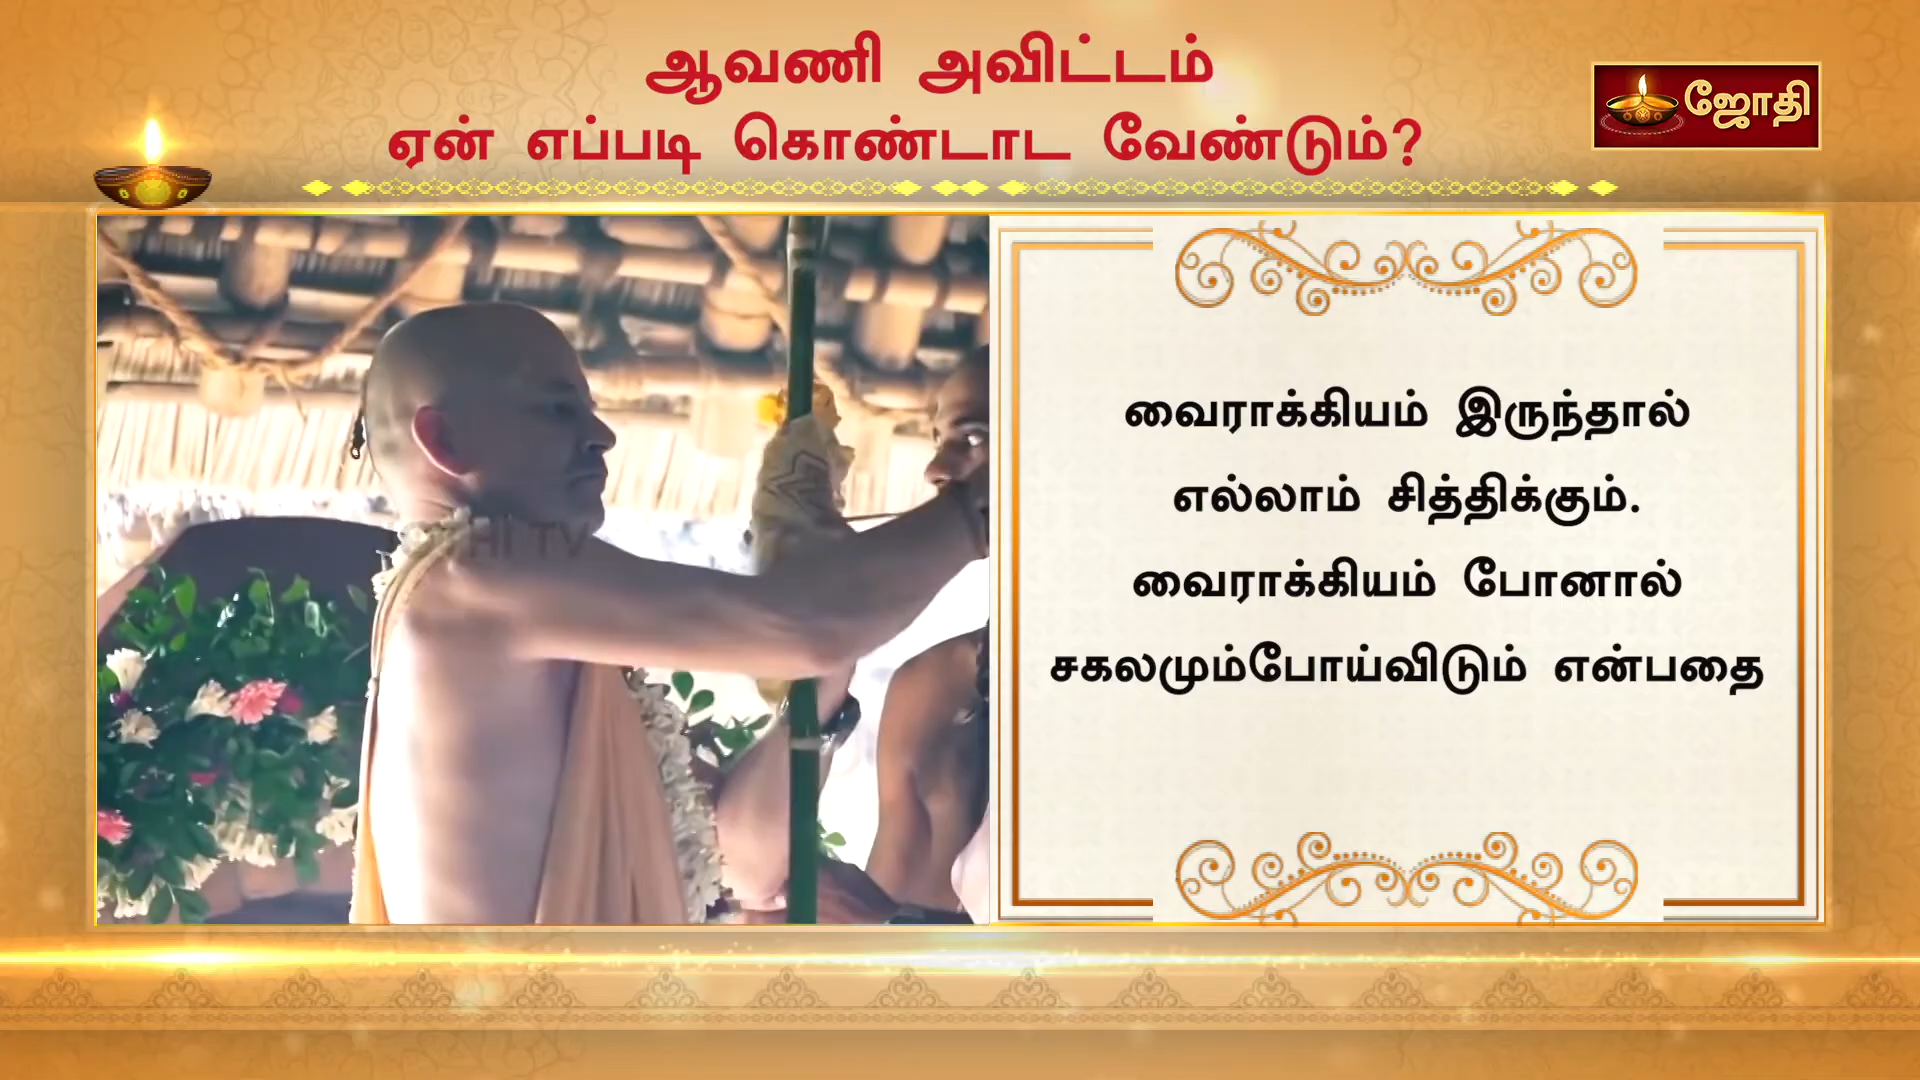 ஆவணி அவிட்டம்
ஏன் எப்படி கொண்டாட வேண்டும்?
ஜோதி
வைராக்கியம் இருந்தால்
எல்லாம் சித்திக்கும்.
வைராக்கியம் போனால்
சகலமும்போய்விடும் என்பதை